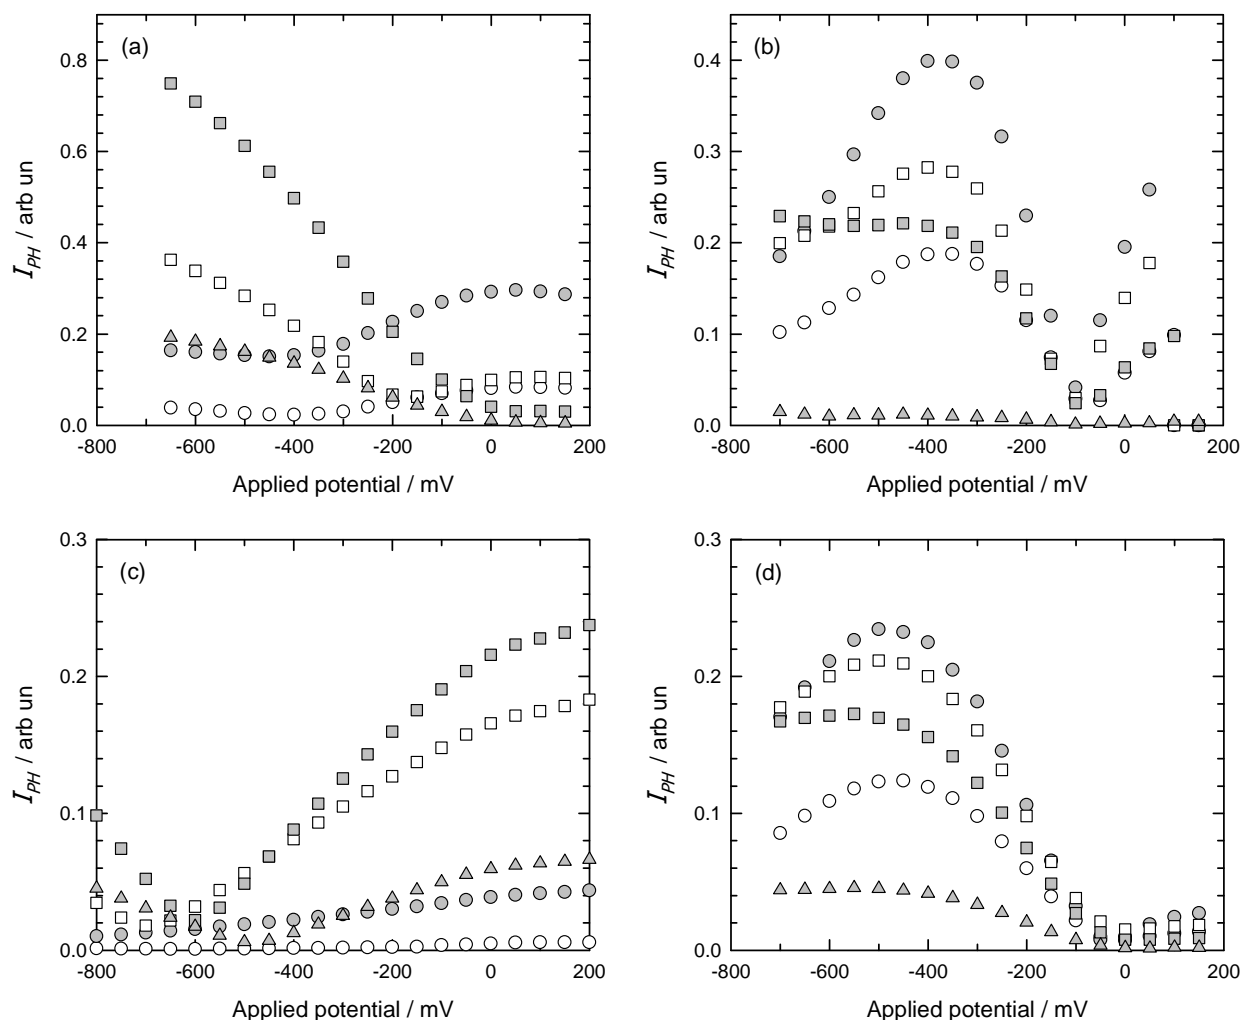 (a)
0.8
0.6
0.4
0.2
0.0
I_PH / arb un
-800 -600 -400 -200 0 200
Applied potential / mV
(b)
0.4
0.3
0.2
0.1
0.0
I_PH / arb un
-800 -600 -400 -200 0 200
Applied potential / mV
(c)
0.3
0.2
0.1
0.0
I_PH / arb un
-800 -600 -400 -200 0 200
Applied potential / mV
(d)
0.3
0.2
0.1
0.0
I_PH / arb un
-800 -600 -400 -200 0 200
Applied potential / mV